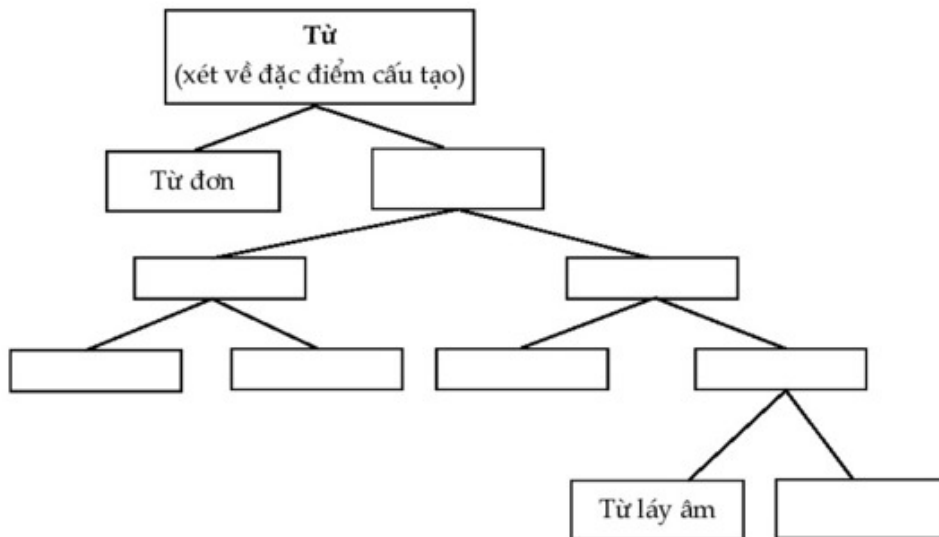 Từ
(xét về đặc điểm cấu tạo)
Từ đơn
Từ láy âm